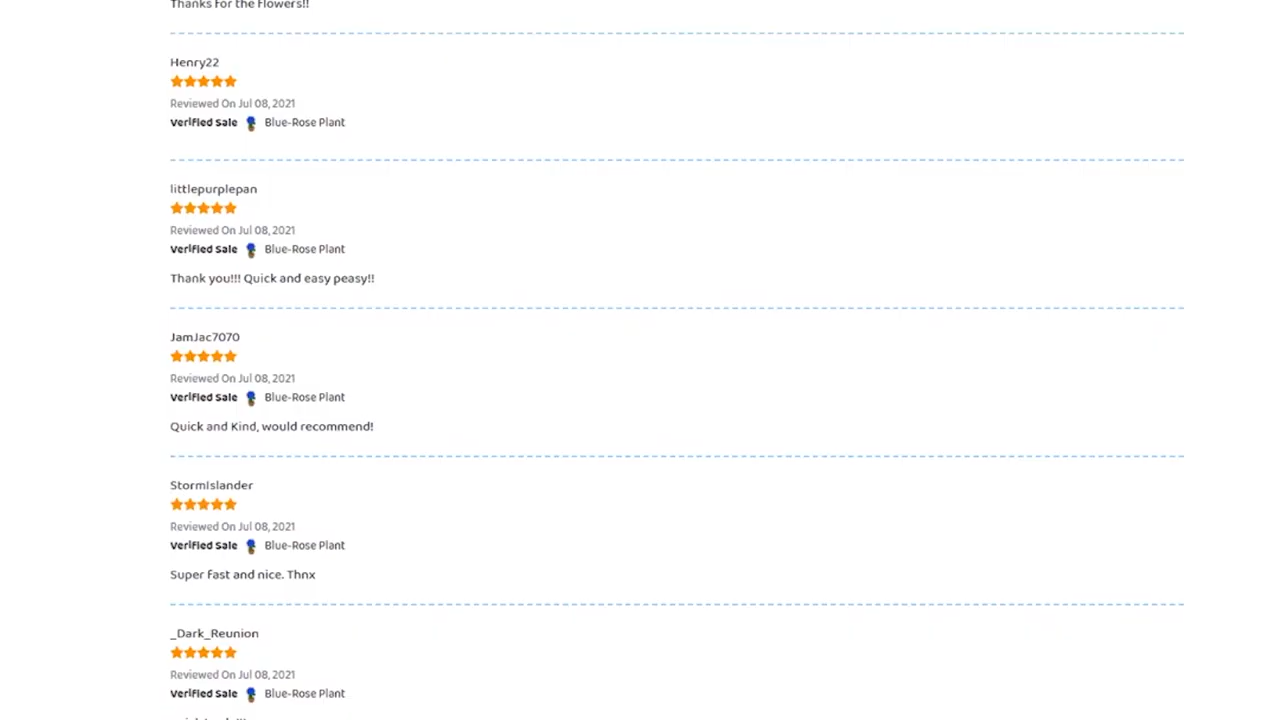 Thanks for the Flowers!!
Henry22
Reviewed On Jul 08, 2021
Verified Sale Blue-Rose Plant
littlepurplepan
Reviewed On Jul 08, 2021
Verified Sale Blue-Rose Plant
Thank you!!! Quick and easy peasy!!
JamJac7070
Reviewed On Jul 08, 2021
Verified Sale Blue-Rose Plant
Quick and Kind, would recommend!
StormIslander
Reviewed On Jul 08, 2021
Verified Sale Blue-Rose Plant
Super fast and nice. Thnx
_Dark_Reunion
Reviewed On Jul 08, 2021
Verified Sale Blue-Rose Plant